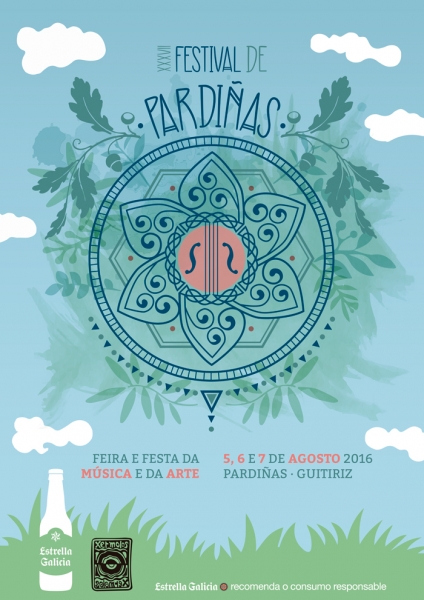 XXXVII FESTIVAL DE
PARDIÑAS
FEIRA E FESTA DA
MÚSICA E DA ARTE
5, 6 E 7 DE AGOSTO 2016
PARDIÑAS · GUITIRIZ
Estrella
Galicia
XERMOLOS
Estrella Galicia recomenda o consumo responsable